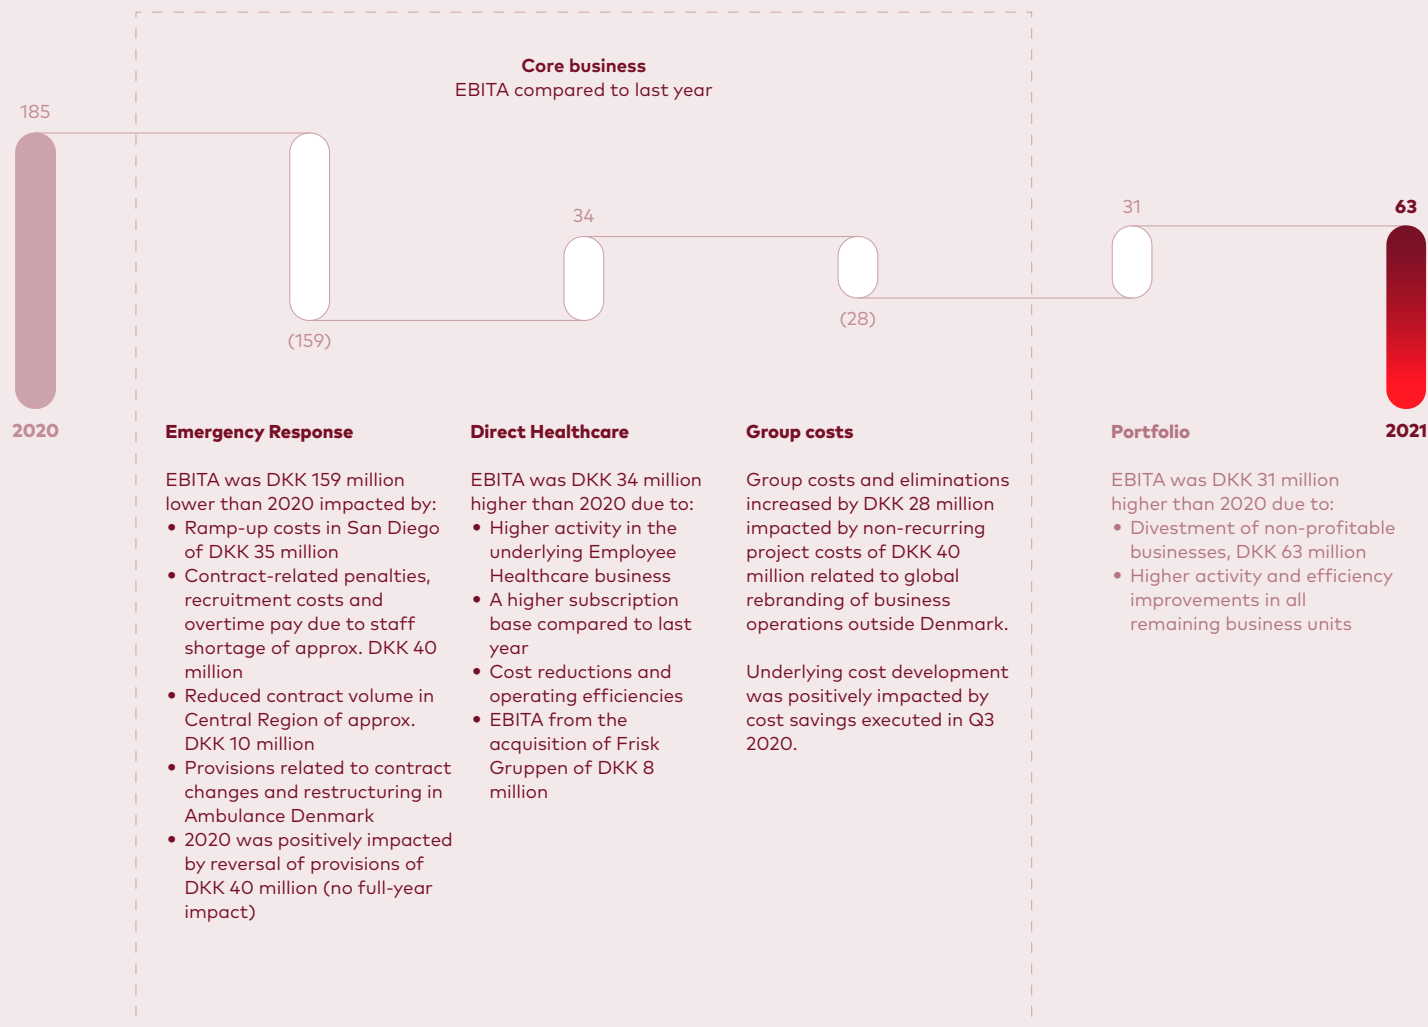 Core business
EBITA compared to last year
185
(159)
34
(28)
31
63
2020
Emergency Response
EBITA was DKK 159 million
lower than 2020 impacted by:
• Ramp-up costs in San Diego
of DKK 35 million
• Contract-related penalties,
recruitment costs and
overtime pay due to staff
shortage of approx. DKK 40
million
• Reduced contract volume in
Central Region of approx.
DKK 10 million
• Provisions related to contract
changes and restructuring in
Ambulance Denmark
• 2020 was positively impacted
by reversal of provisions of
DKK 40 million (no full-year
impact)
Direct Healthcare
EBITA was DKK 34 million
higher than 2020 due to:
• Higher activity in the
underlying Employee
Healthcare business
• A higher subscription
base compared to last
year
• Cost reductions and
operating efficiencies
• EBITA from the
acquisition of Frisk
Gruppen of DKK 8
million
Group costs
Group costs and eliminations
increased by DKK 28 million
impacted by non-recurring
project costs of DKK 40
million related to global
rebranding of business
operations outside Denmark.
Underlying cost development
was positively impacted by
cost savings executed in Q3
2020.
Portfolio
EBITA was DKK 31 million
higher than 2020 due to:
• Divestment of non-profitable
businesses, DKK 63 million
• Higher activity and efficiency
improvements in all
remaining business units
2021